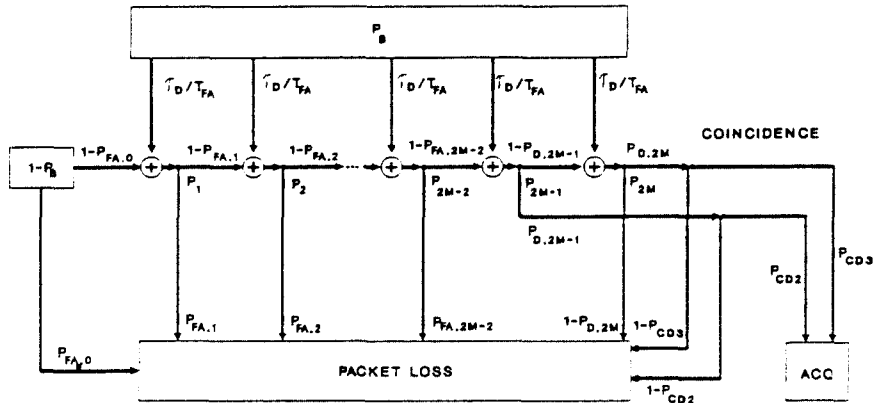 P_B
τ_D/T_FA τ_D/T_FA τ_D/T_FA τ_D/T_FA τ_D/T_FA
COINCIDENCE
1-P_B 1-P_FA,0 + 1-P_FA,1 + 1-P_FA,2 ---- + 1-P_FA,2M-2 + 1-P_D,2M-1 + P_D,2M
P_1 P_2 P_2M-2 P_2M-1 P_2M
P_D,2M-1
P_CD2 P_CD3
P_FA,1 P_FA,2 P_FA,2M-2 1-P_D,2M 1-P_CD3
P_FA,0
PACKET LOSS
ACQ
1-P_CD2